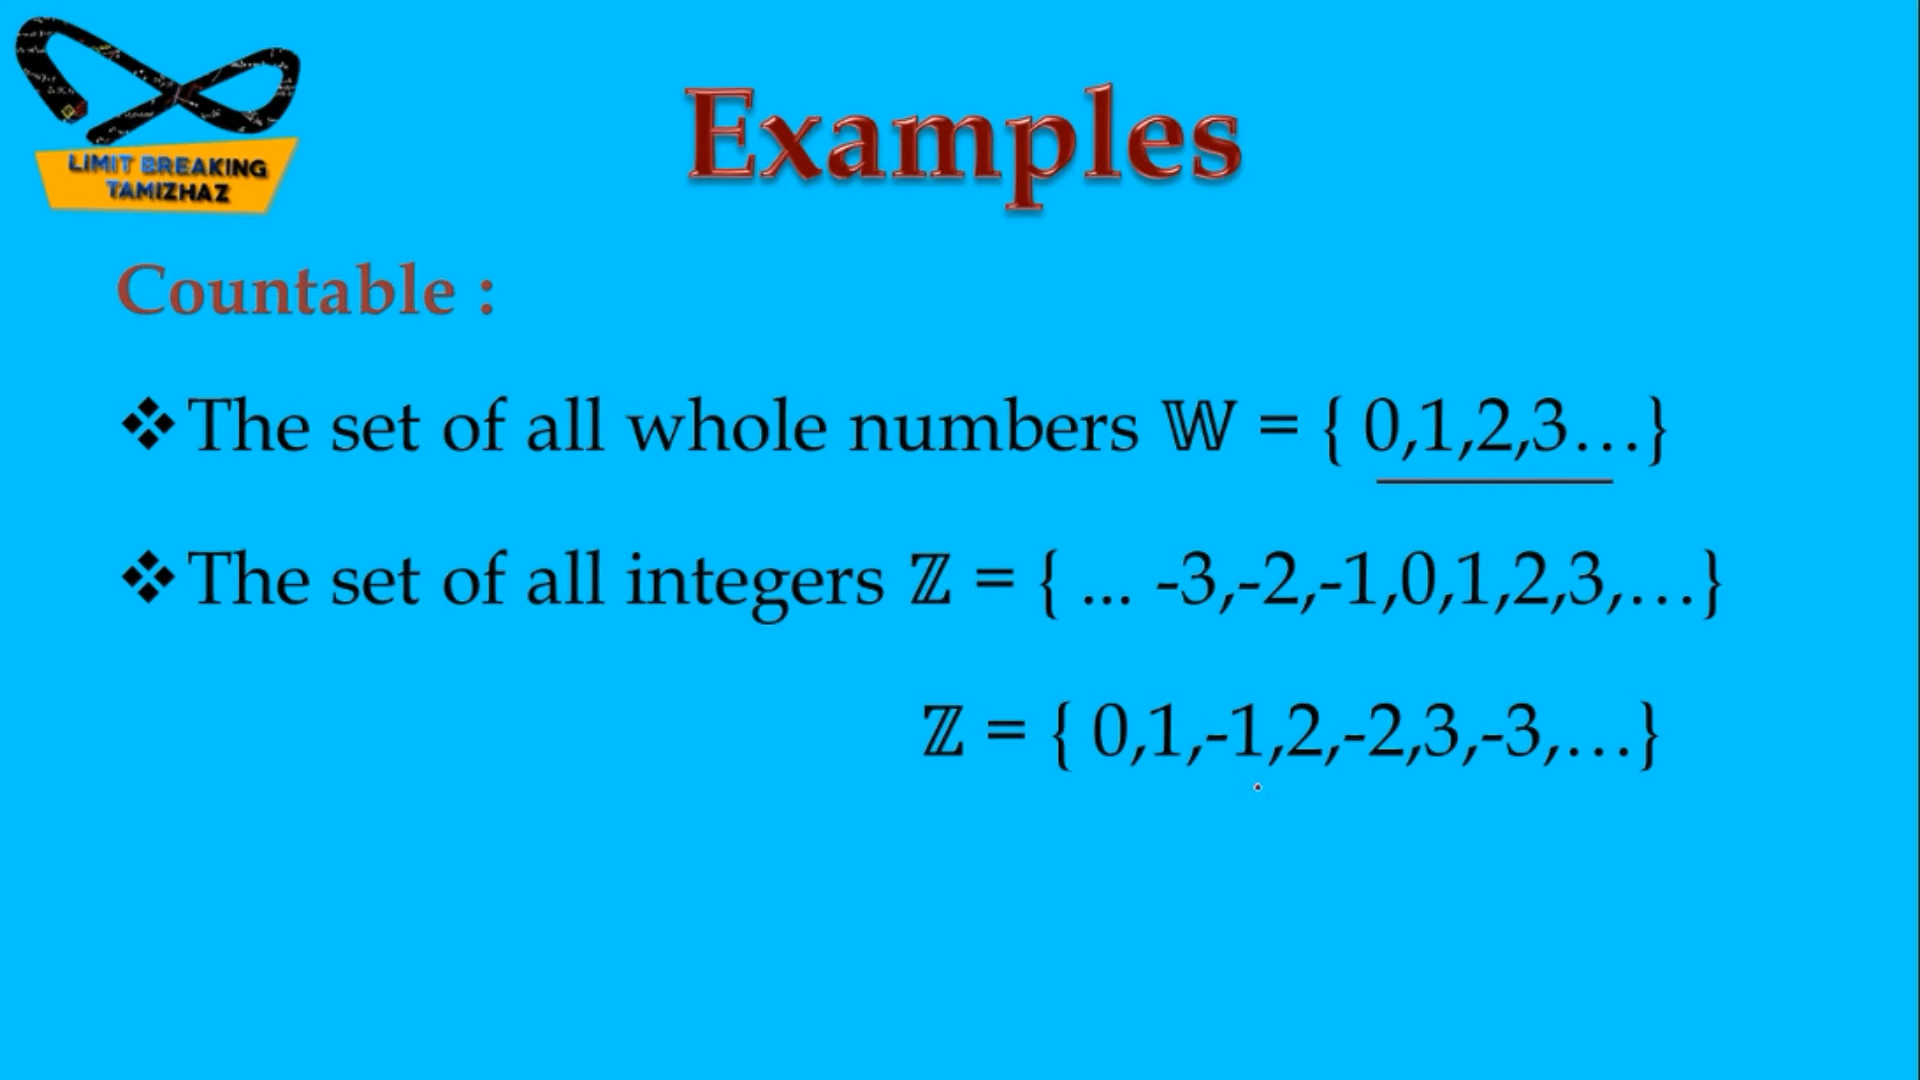 LIMIT BREAKING
TAMIZHAZ
Examples
Countable :
❖The set of all whole numbers 𝕎 = { 0,1,2,3…}
❖The set of all integers ℤ = { ... -3,-2,-1,0,1,2,3,…}
ℤ = { 0,1,-1,2,-2,3,-3,…}